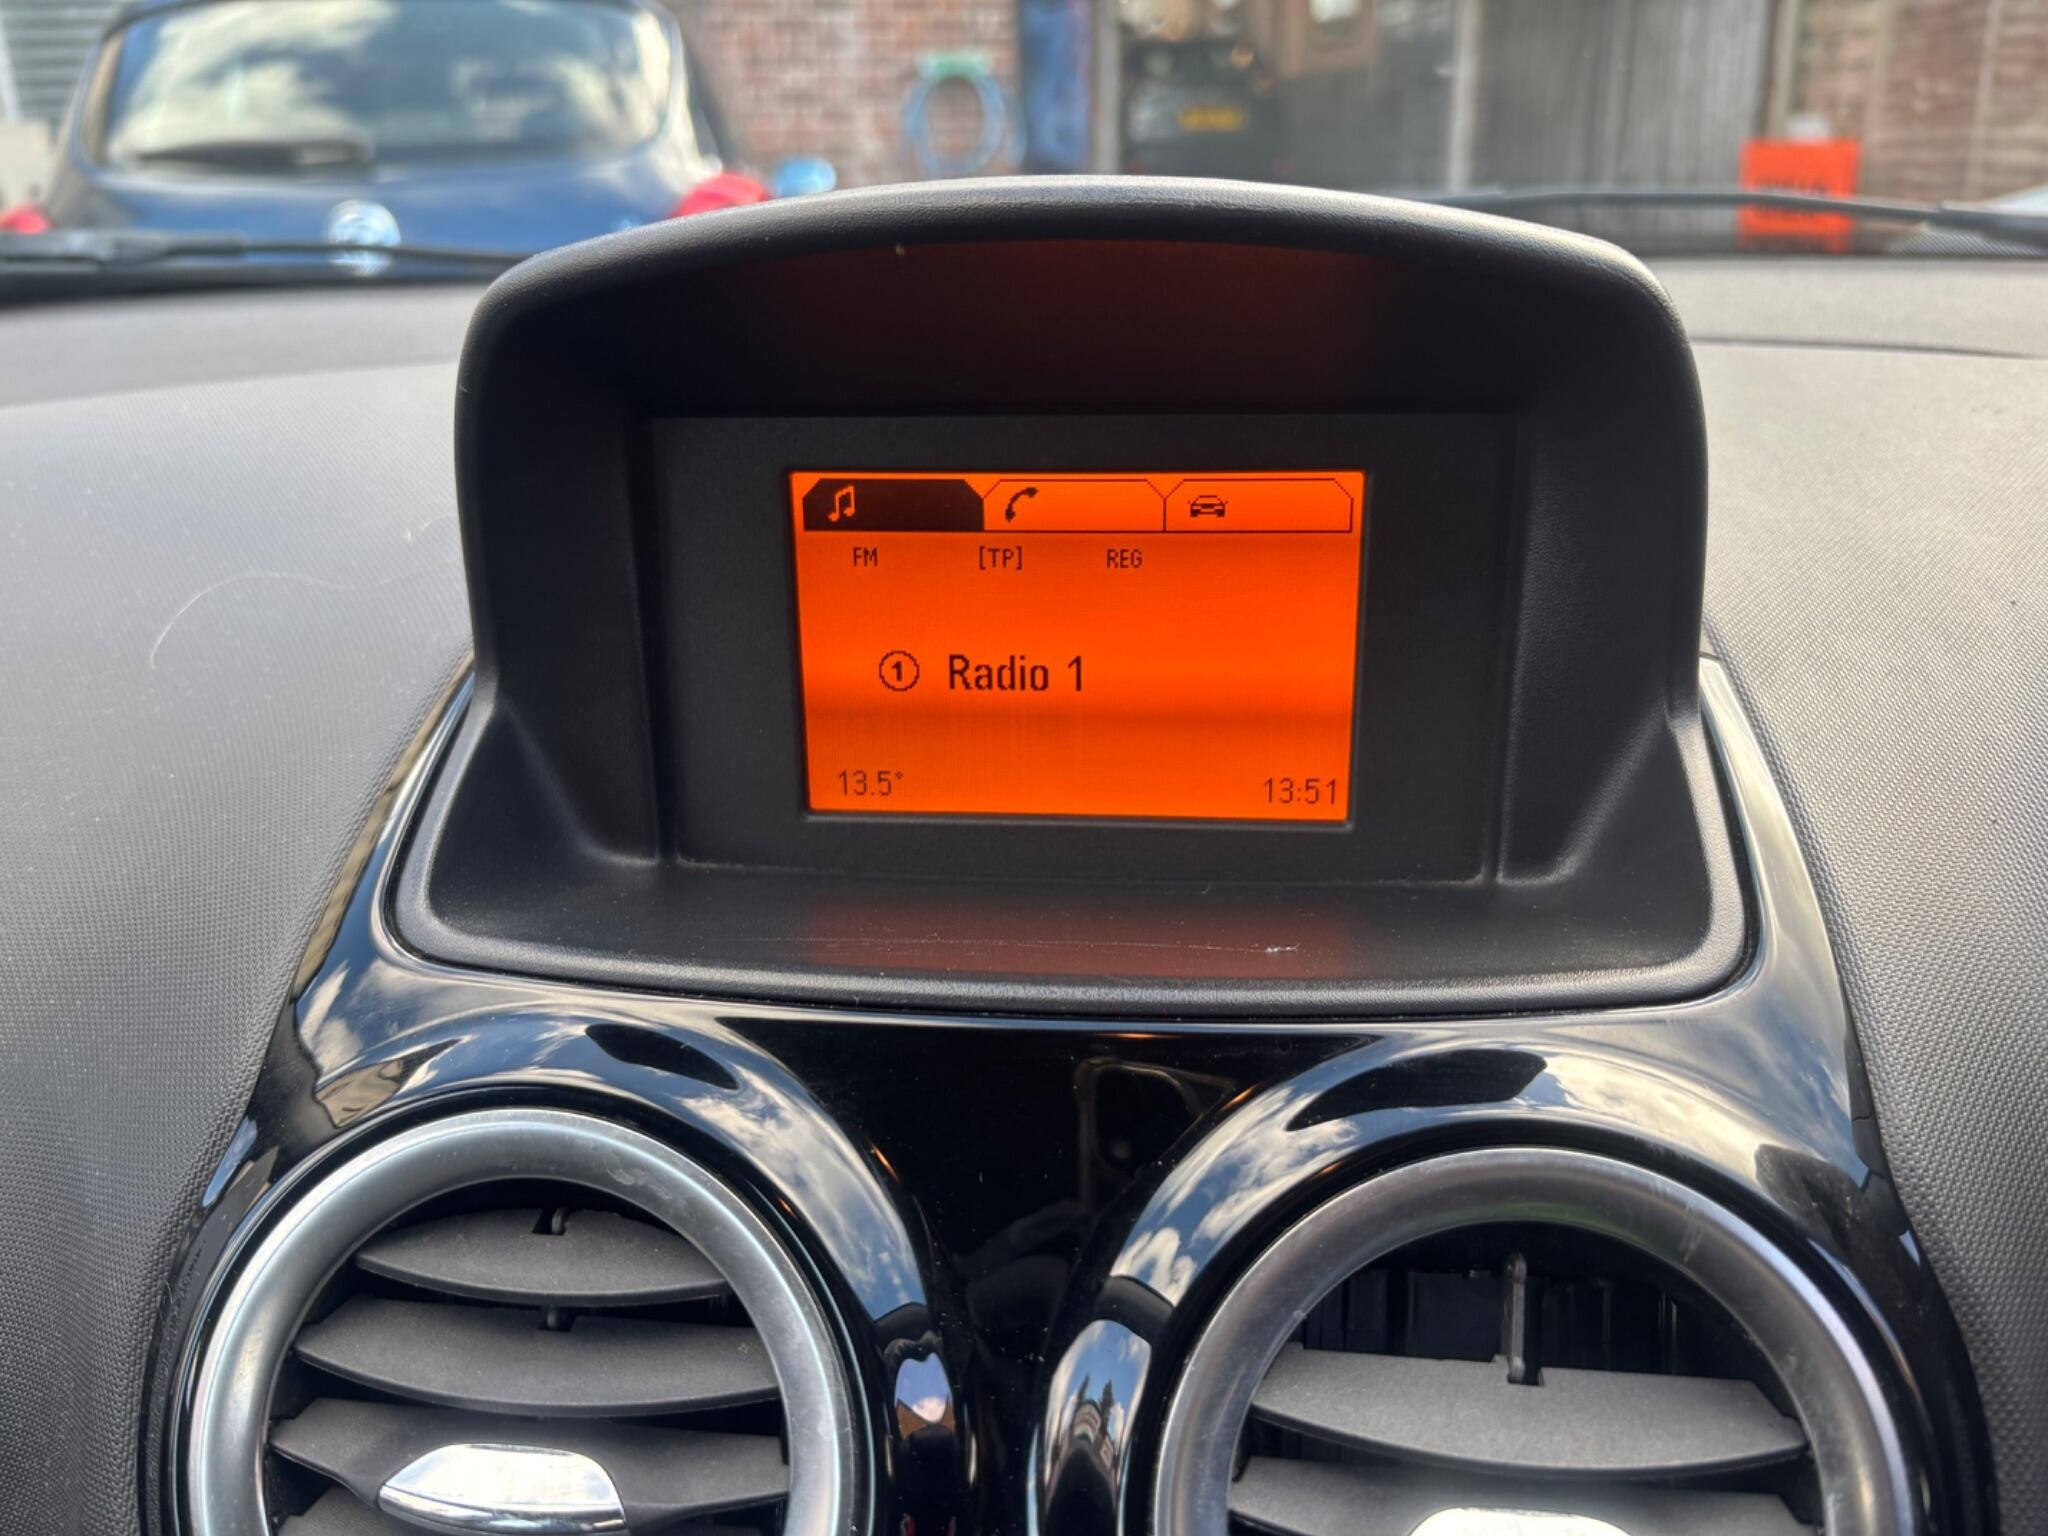 FM [TP] REG
① Radio 1
13.5° 13:51